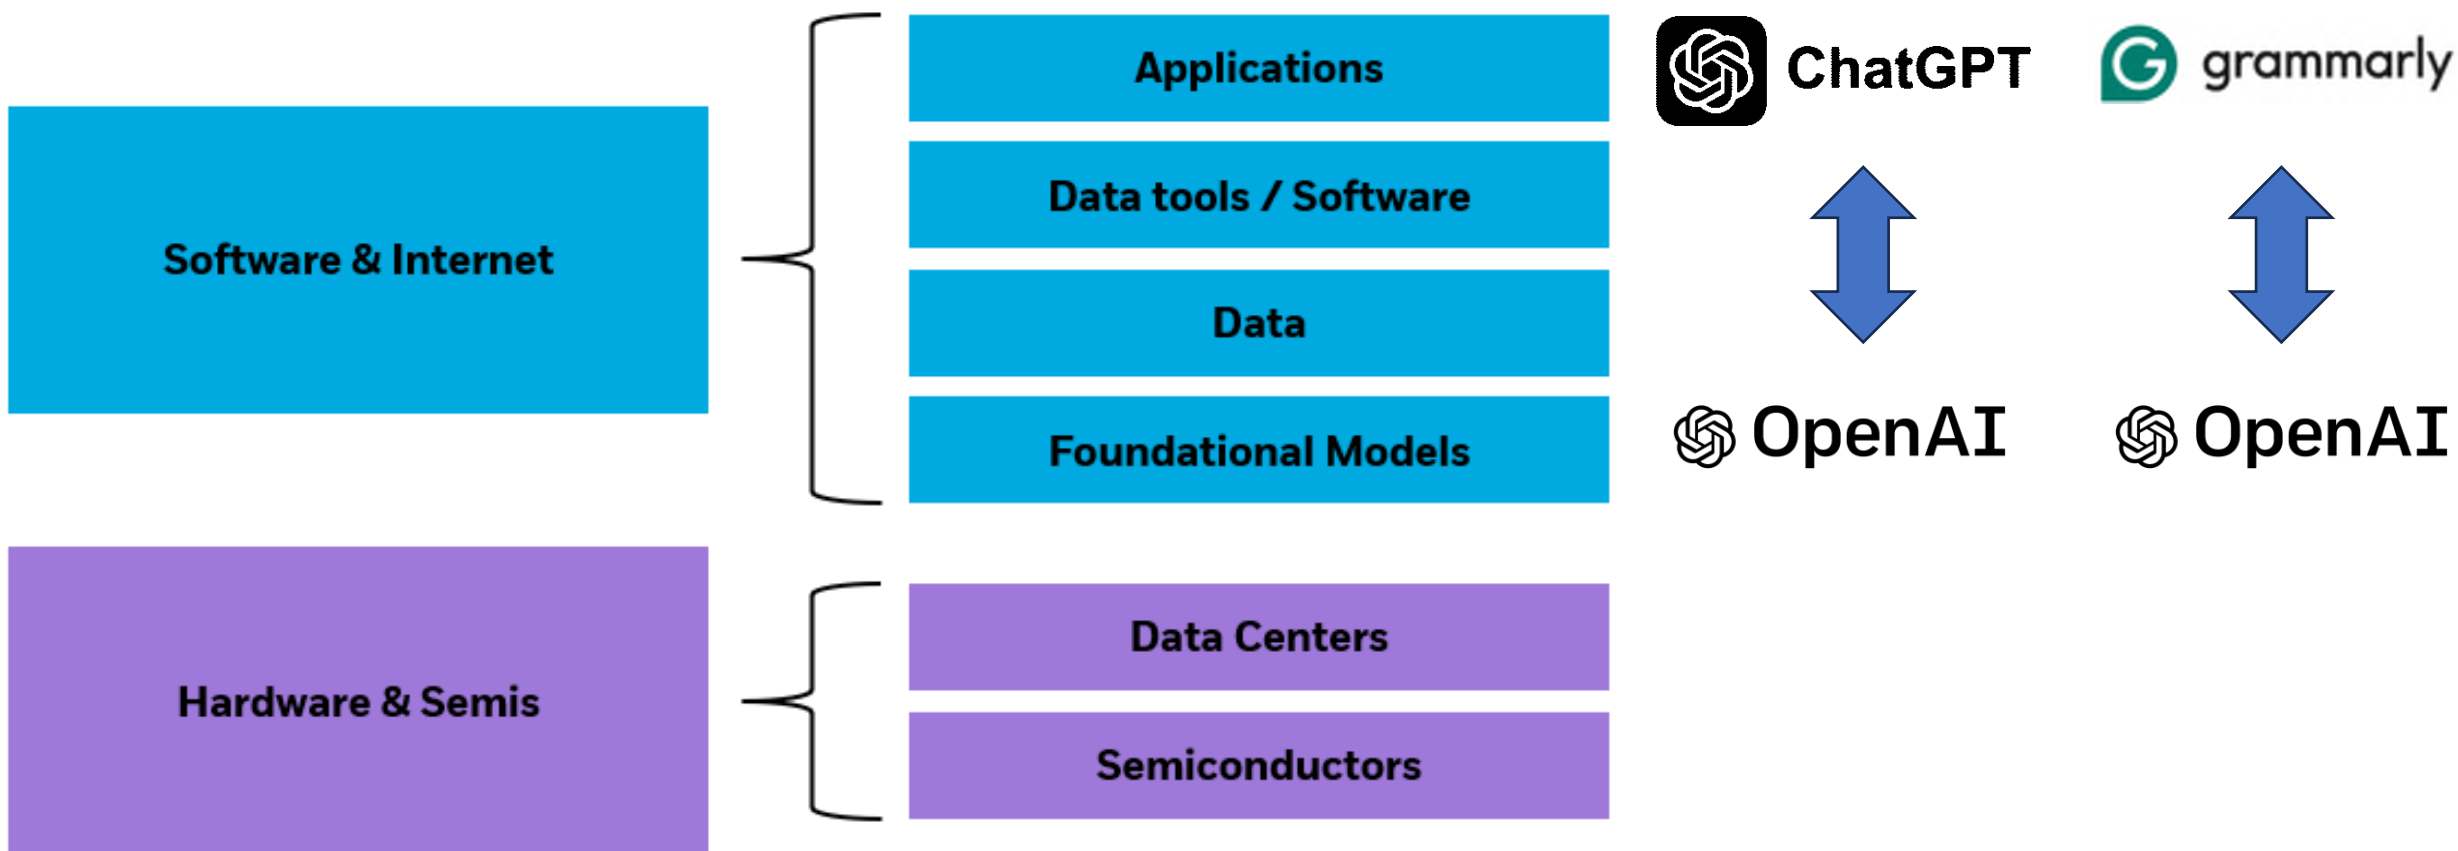 Applications
ChatGPT
grammarly
Data tools / Software
Software & Internet
Data
Foundational Models
OpenAI
OpenAI
Data Centers
Hardware & Semis
Semiconductors